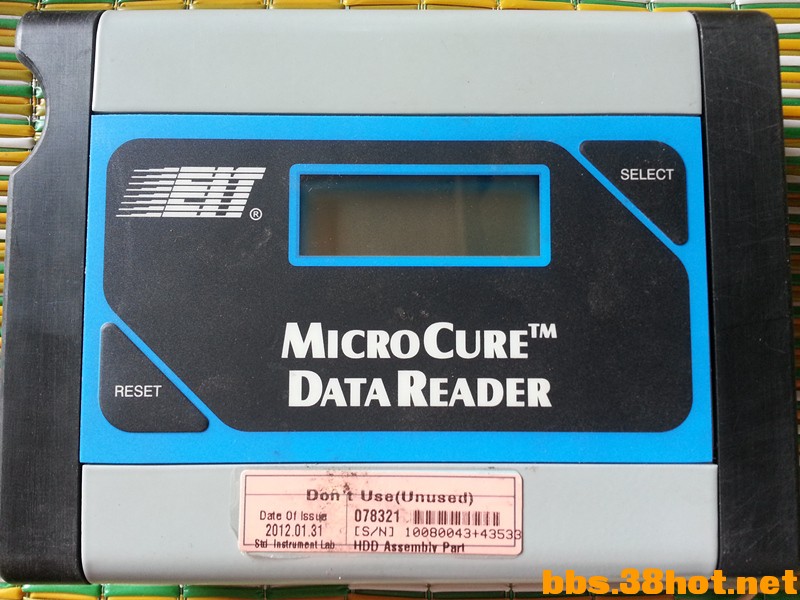 EIT®
SELECT
MICROCURE™
DATA READER
RESET
Don't Use(Unused)
Date Of Issue
2012.01.31
Std Instrument Lab
078321
[S/N] 10080043+43533
HDD Assembly Part
bbs.38hot.net